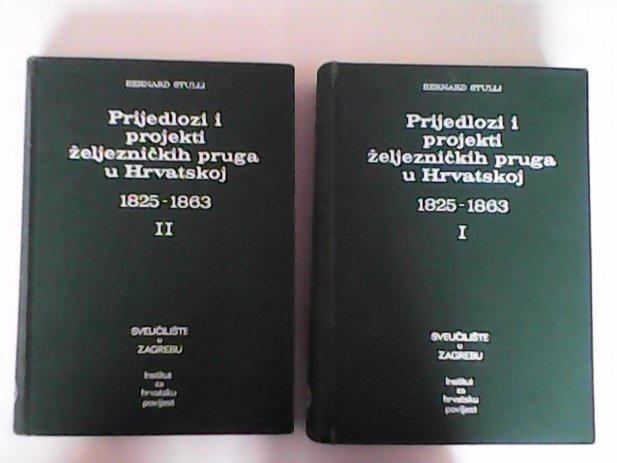 BERNARD STULLI
Prijedlozi i
projekti
željezničkih pruga
u Hrvatskoj
1825-1863
II
SVEUČILIŠTE
u
ZAGREBU
Institut
za
hrvatsku
povijest
BERNARD STULLI
Prijedlozi i
projekti
željezničkih pruga
u Hrvatskoj
1825-1863
I
SVEUČILIŠTE
u
ZAGREBU
Institut
za
hrvatsku
povijest